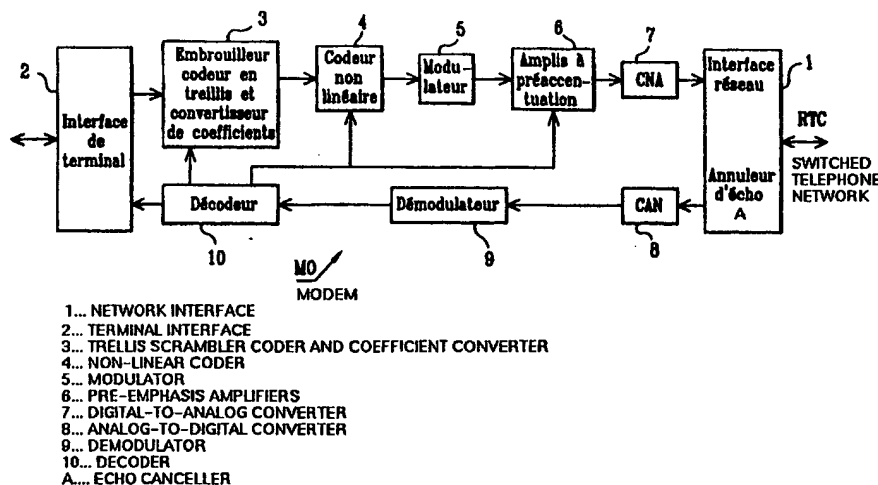 3
4
5
6
7
2
1
Embrouilleur
codeur en
treillis et
convertisseur
de coefficients
Codeur
non
linéaire
Modu-
lateur
Amplis à
préaccen-
tuation
CNA
Interface
réseau
Interface
de
terminal
RTC
SWITCHED
TELEPHONE
NETWORK
Annuleur
d'écho
A
Décodeur
Démodulateur
CAN
10
9
8
MO
MODEM
1... NETWORK INTERFACE
2... TERMINAL INTERFACE
3... TRELLIS SCRAMBLER CODER AND COEFFICIENT CONVERTER
4... NON-LINEAR CODER
5... MODULATOR
6... PRE-EMPHASIS AMPLIFIERS
7... DIGITAL-TO-ANALOG CONVERTER
8... ANALOG-TO-DIGITAL CONVERTER
9... DEMODULATOR
10... DECODER
A.... ECHO CANCELLER